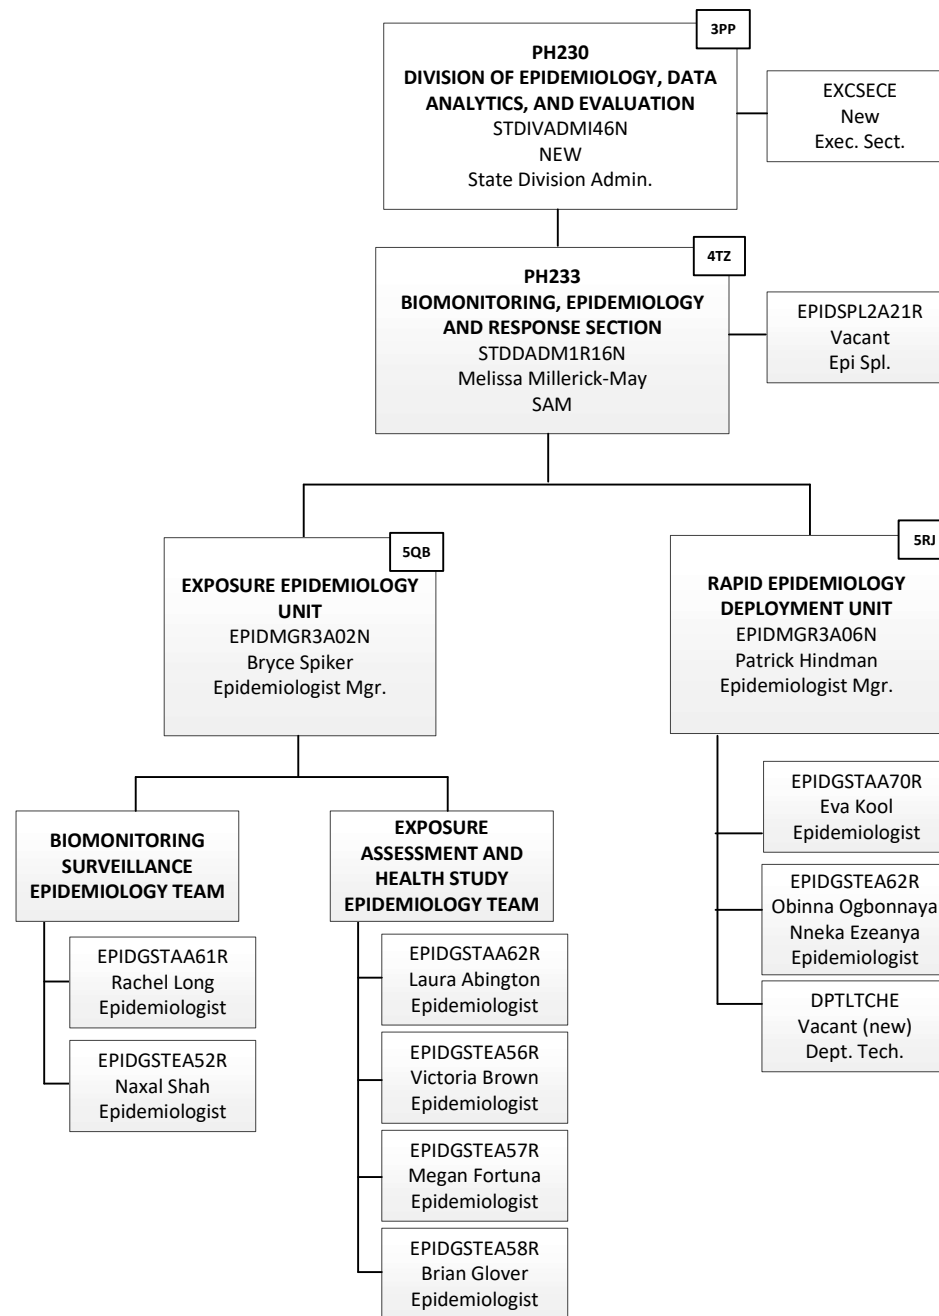 3PP
PH230
DIVISION OF EPIDEMIOLOGY, DATA
ANALYTICS, AND EVALUATION
STDIVADMI46N
NEW
State Division Admin.
EXCSECE
New
Exec. Sect.
4TZ
PH233
BIOMONITORING, EPIDEMIOLOGY
AND RESPONSE SECTION
STDDADM1R16N
Melissa Millerick-May
SAM
EPIDSPL2A21R
Vacant
Epi Spl.
5QB
EXPOSURE EPIDEMIOLOGY
UNIT
EPIDMGR3A02N
Bryce Spiker
Epidemiologist Mgr.
5RJ
RAPID EPIDEMIOLOGY
DEPLOYMENT UNIT
EPIDMGR3A06N
Patrick Hindman
Epidemiologist Mgr.
BIOMONITORING
SURVEILLANCE
EPIDEMIOLOGY TEAM
EPIDGSTAA61R
Rachel Long
Epidemiologist
EPIDGSTEA52R
Naxal Shah
Epidemiologist
EXPOSURE
ASSESSMENT AND
HEALTH STUDY
EPIDEMIOLOGY TEAM
EPIDGSTAA62R
Laura Abington
Epidemiologist
EPIDGSTEA56R
Victoria Brown
Epidemiologist
EPIDGSTEA57R
Megan Fortuna
Epidemiologist
EPIDGSTEA58R
Brian Glover
Epidemiologist
EPIDGSTAA70R
Eva Kool
Epidemiologist
EPIDGSTEA62R
Obinna Ogbonnaya
Nneka Ezeanya
Epidemiologist
DPTLTCHE
Vacant (new)
Dept. Tech.